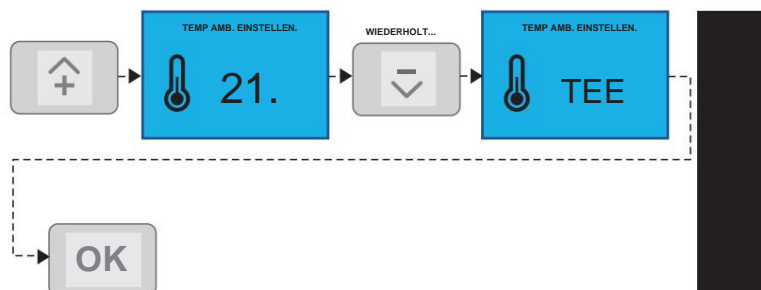 TEMP AMB. EINSTELLEN.
21.
WIEDERHOLT...
TEMP AMB. EINSTELLEN.
TEE
OK